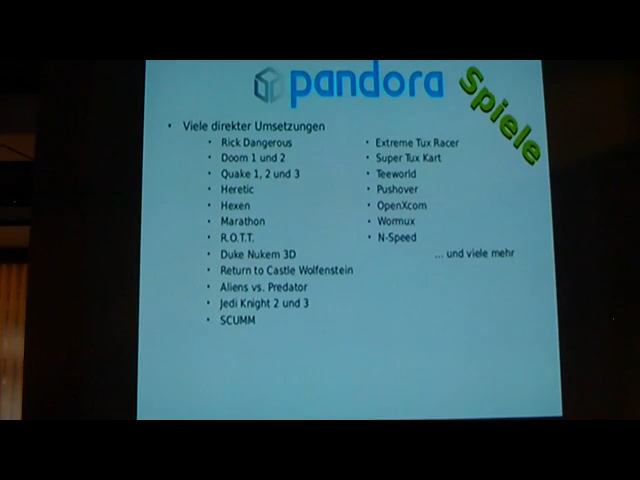 pandora
Spiele
• Viele direkter Umsetzungen
• Rick Dangerous
• Doom 1 und 2
• Quake 1, 2 und 3
• Heretic
• Hexen
• Marathon
• R.O.T.T.
• Duke Nukem 3D
• Return to Castle Wolfenstein
• Aliens vs. Predator
• Jedi Knight 2 und 3
• SCUMM
• Extreme Tux Racer
• Super Tux Kart
• Teeworld
• Pushover
• OpenXcom
• Wormux
• N-Speed
... und viele mehr